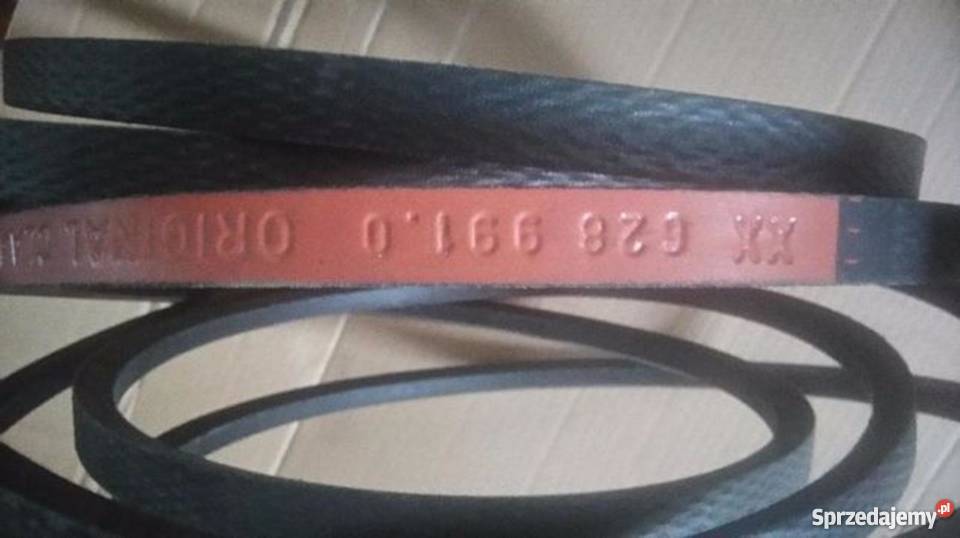 XX 628 991.0 ORIGINAL
Sprzedajemy.pl